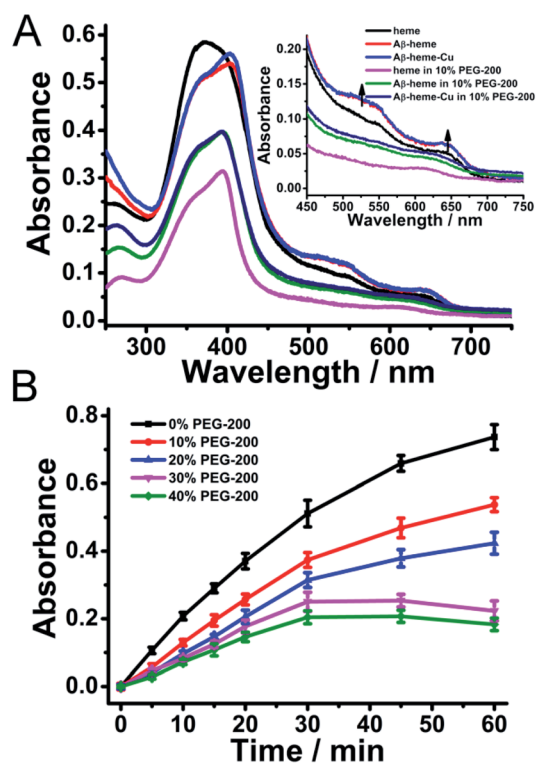 A
Absorbance
0.6
0.5
0.4
0.3
0.2
0.1
0.0
300 400 500 600 700
Wavelength / nm
0.20
0.15
0.10
0.05
0.00
Absorbance
450 500 550 600 650 700 750
Wavelength / nm
heme
Aβ-heme
Aβ-heme-Cu
heme in 10% PEG-200
Aβ-heme in 10% PEG-200
Aβ-heme-Cu in 10% PEG-200
B
Absorbance
0.8
0.6
0.4
0.2
0.0
0% PEG-200
10% PEG-200
20% PEG-200
30% PEG-200
40% PEG-200
0 10 20 30 40 50 60
Time / min